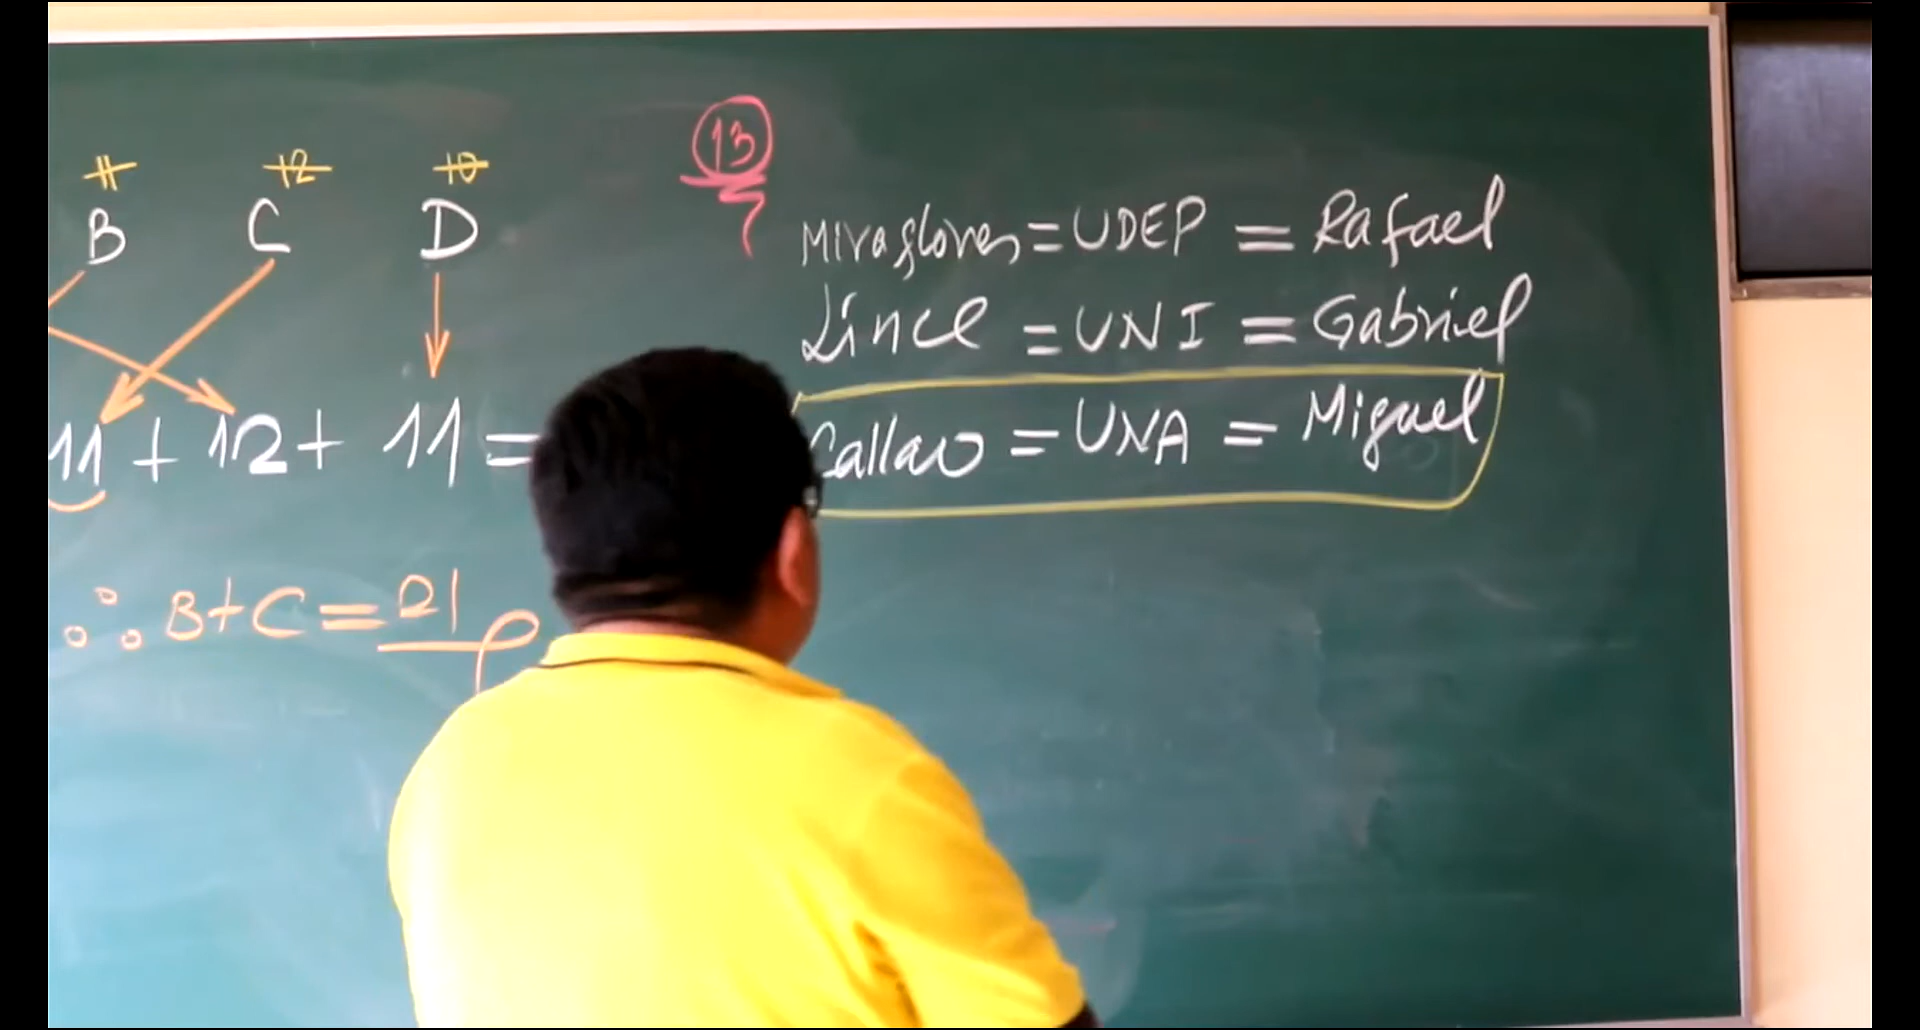 11 12 10
B C D
11 + 12 + 11 =
∴ B + C = 21
13
Miraflores = UDEP = Rafael
Lince = UNI = Gabriel
Callao = UNA = Miguel